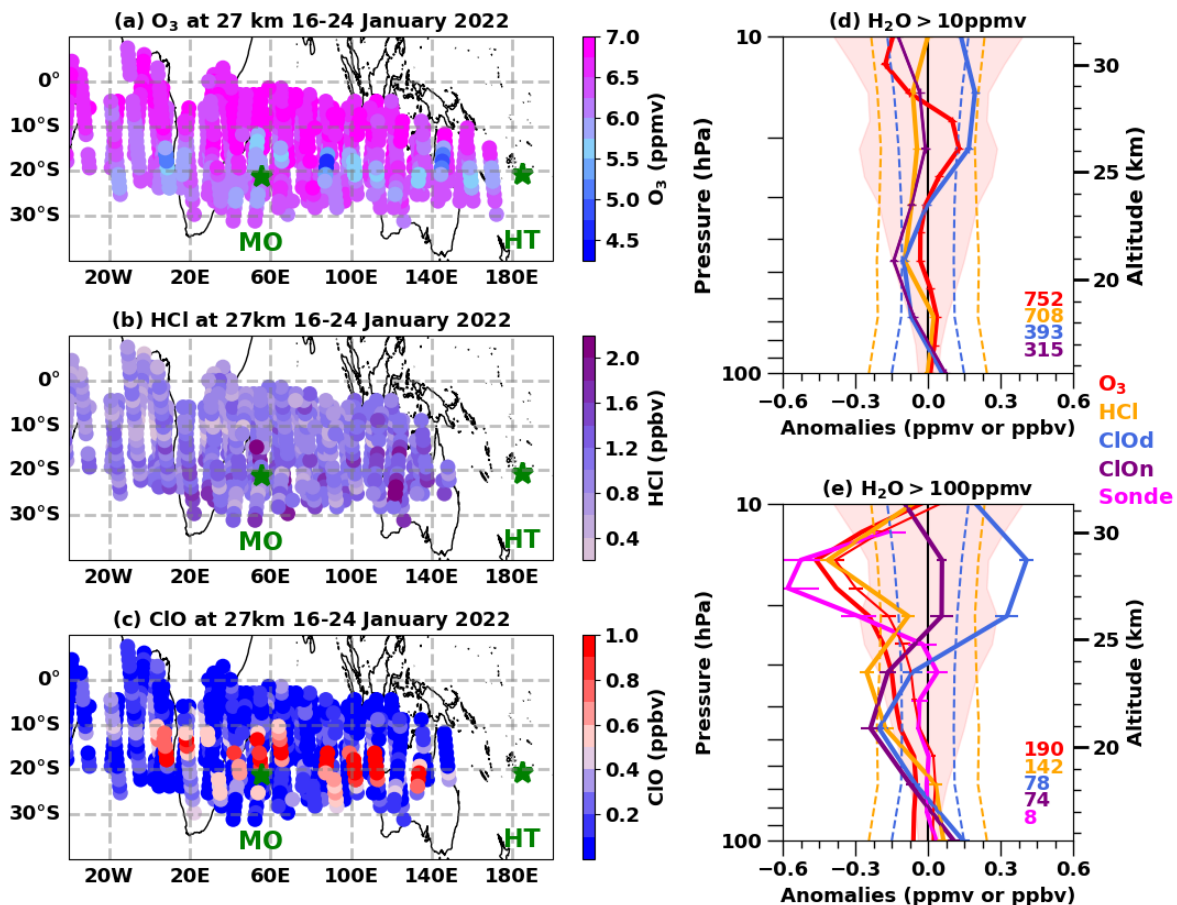 (a) O₃ at 27 km 16-24 January 2022
0°
10°S
20°S
30°S
MO
HT
20W 20E 60E 100E 140E 180E
7.0
6.5
6.0
5.5
5.0
4.5
O₃ (ppmv)
(b) HCl at 27km 16-24 January 2022
0°
10°S
20°S
30°S
MO
HT
20W 20E 60E 100E 140E 180E
2.0
1.6
1.2
0.8
0.4
HCl (ppbv)
(c) ClO at 27km 16-24 January 2022
0°
10°S
20°S
30°S
MO
HT
20W 20E 60E 100E 140E 180E
1.0
0.8
0.6
0.4
0.2
ClO (ppbv)
(d) H₂O > 10ppmv
10
100
Pressure (hPa)
30
25
20
Altitude (km)
752
708
393
315
−0.6 −0.3 0.0 0.3 0.6
Anomalies (ppmv or ppbv)
O₃
HCl
ClOd
ClOn
Sonde
(e) H₂O > 100ppmv
10
100
Pressure (hPa)
30
25
20
Altitude (km)
190
142
78
74
8
−0.6 −0.3 0.0 0.3 0.6
Anomalies (ppmv or ppbv)